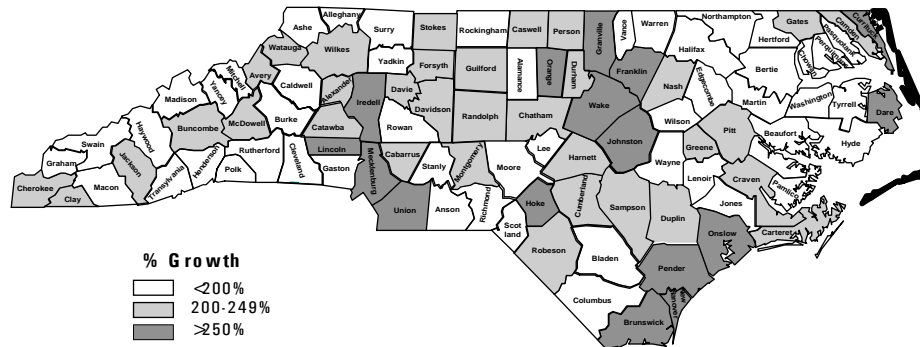 Ashe
Alleghany
Surry
Stokes
Rockingham
Caswell
Person
Granville
Vance
Warren
Northampton
Gates
Camden
Currituck
Pasquotank
Perquimans
Chowan
Hertford
Halifax
Bertie
Watauga
Wilkes
Yadkin
Forsyth
Guilford
Alamance
Orange
Durham
Franklin
Nash
Edgecombe
Martin
Washington
Tyrrell
Dare
Mitchell
Avery
Yancey
Madison
Caldwell
Alexander
Iredell
Davie
Davidson
Randolph
Chatham
Wake
Wilson
Pitt
Beaufort
Hyde
Haywood
Buncombe
McDowell
Burke
Catawba
Rowan
Lincoln
Swain
Graham
Jackson
Cherokee
Clay
Macon
Transylvania
Henderson
Rutherford
Polk
Cleveland
Gaston
Mecklenburg
Cabarrus
Stanly
Montgomery
Moore
Lee
Harnett
Johnston
Wayne
Greene
Lenoir
Craven
Pamlico
Jones
Carteret
Onslow
Duplin
Sampson
Cumberland
Hoke
Union
Anson
Richmond
Scot
land
Robeson
Bladen
Pender
New
Hanover
Columbus
Brunswick
% Growth
<200%
200-249%
>250%